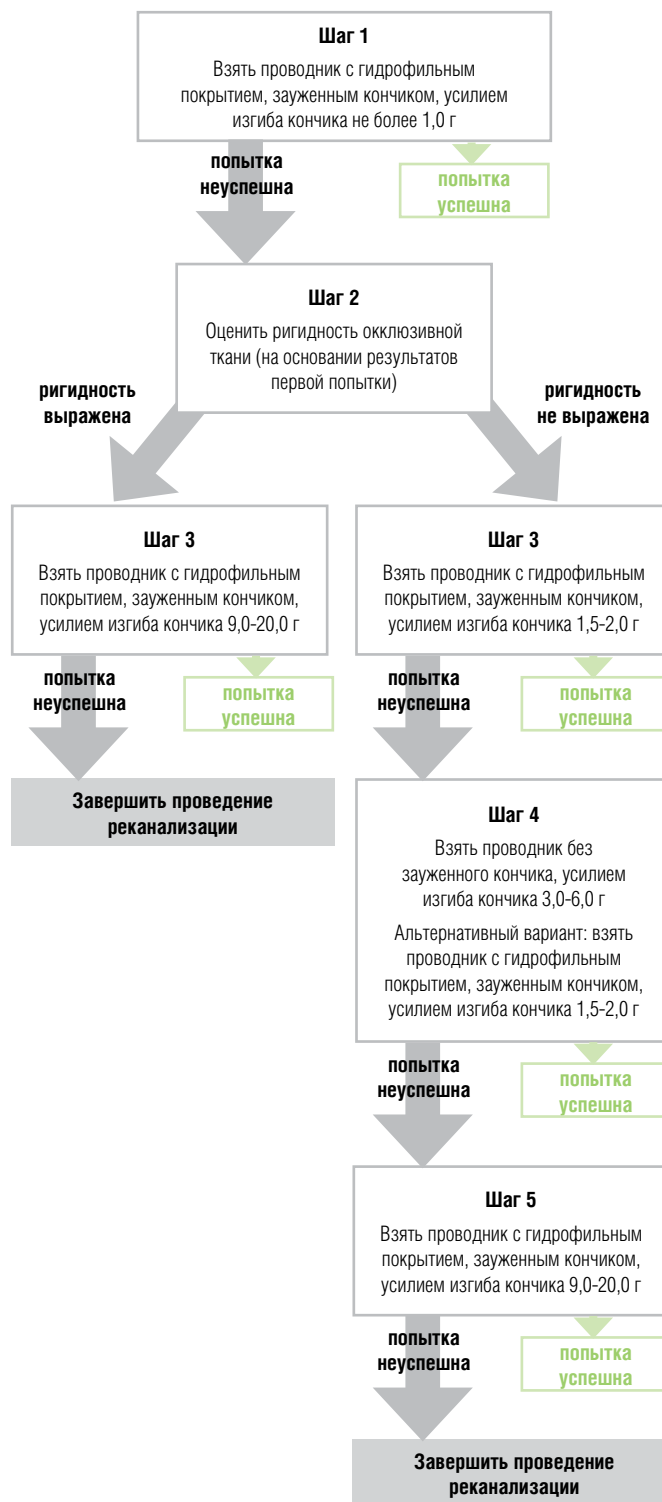 Шаг 1
Взять проводник с гидрофильным
покрытием, зауженным кончиком, усилием
изгиба кончика не более 1,0 г
попытка
неуспешна
попытка
успешна
Шаг 2
Оценить ригидность окклюзивной
ткани (на основании результатов
первой попытки)
ригидность
выражена
ригидность
не выражена
Шаг 3
Взять проводник с гидрофильным
покрытием, зауженным кончиком,
усилием изгиба кончика 9,0-20,0 г
попытка
неуспешна
попытка
успешна
Завершить проведение
реканализации
Шаг 3
Взять проводник с гидрофильным
покрытием, зауженным кончиком,
усилием изгиба кончика 1,5-2,0 г
попытка
неуспешна
попытка
успешна
Шаг 4
Взять проводник без
зауженного кончика, усилием
изгиба кончика 3,0-6,0 г
Альтернативный вариант: взять
проводник с гидрофильным
покрытием, зауженным кончиком,
усилием изгиба кончика 1,5-2,0 г
попытка
неуспешна
попытка
успешна
Шаг 5
Взять проводник с гидрофильным
покрытием, зауженным кончиком,
усилием изгиба кончика 9,0-20,0 г
попытка
неуспешна
попытка
успешна
Завершить проведение
реканализации